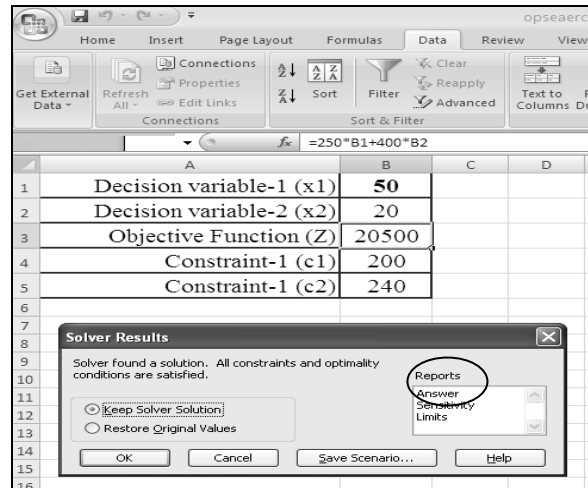 opseaerc
Home Insert Page Layout Formulas Data Review View
Get External Data
Refresh All
Connections
Properties
Edit Links
Connections
Sort
Filter
Clear
Reapply
Advanced
Sort & Filter
Text to Columns
fx =250*B1+400*B2
A B C D
1 Decision variable-1 (x1) 50
2 Decision variable-2 (x2) 20
3 Objective Function (Z) 20500
4 Constraint-1 (c1) 200
5 Constraint-1 (c2) 240
6
7
8
9
10
11
12
13
14
15
16
Solver Results
Solver found a solution. All constraints and optimality
conditions are satisfied.
Reports
Answer
Sensitivity
Limits
Keep Solver Solution
Restore Original Values
OK Cancel Save Scenario... Help